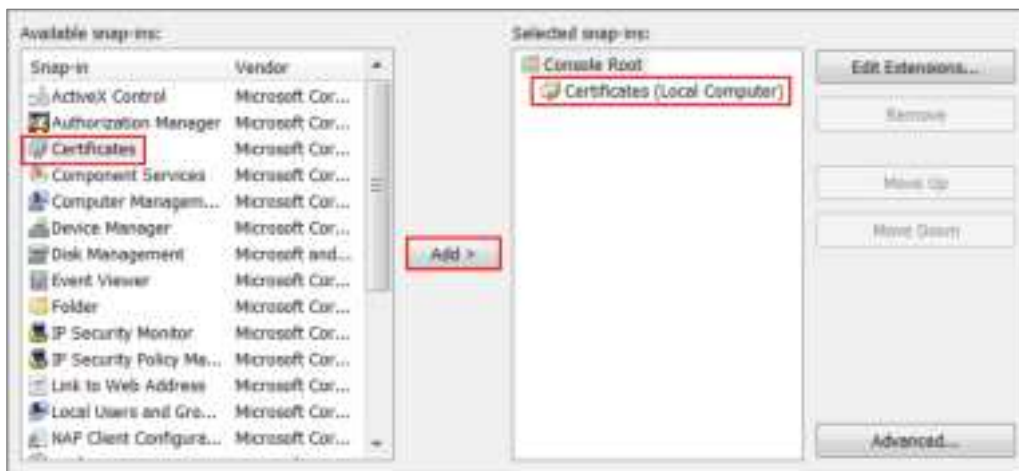 Available snap-ins:
Selected snap-ins:
Snap-in Vendor
ActiveX Control Microsoft Cor...
Authorization Manager Microsoft Cor...
Certificates Microsoft Cor...
Component Services Microsoft Cor...
Computer Managem... Microsoft Cor...
Device Manager Microsoft Cor...
Disk Management Microsoft and...
Event Viewer Microsoft Cor...
Folder Microsoft Cor...
IP Security Monitor Microsoft Cor...
IP Security Policy Ma... Microsoft Cor...
Link to Web Address Microsoft Cor...
Local Users and Gro... Microsoft Cor...
NAP Client Configura... Microsoft Cor...
Add >
Console Root
Certificates (Local Computer)
Edit Extensions...
Remove
Move Up
Move Down
Advanced...